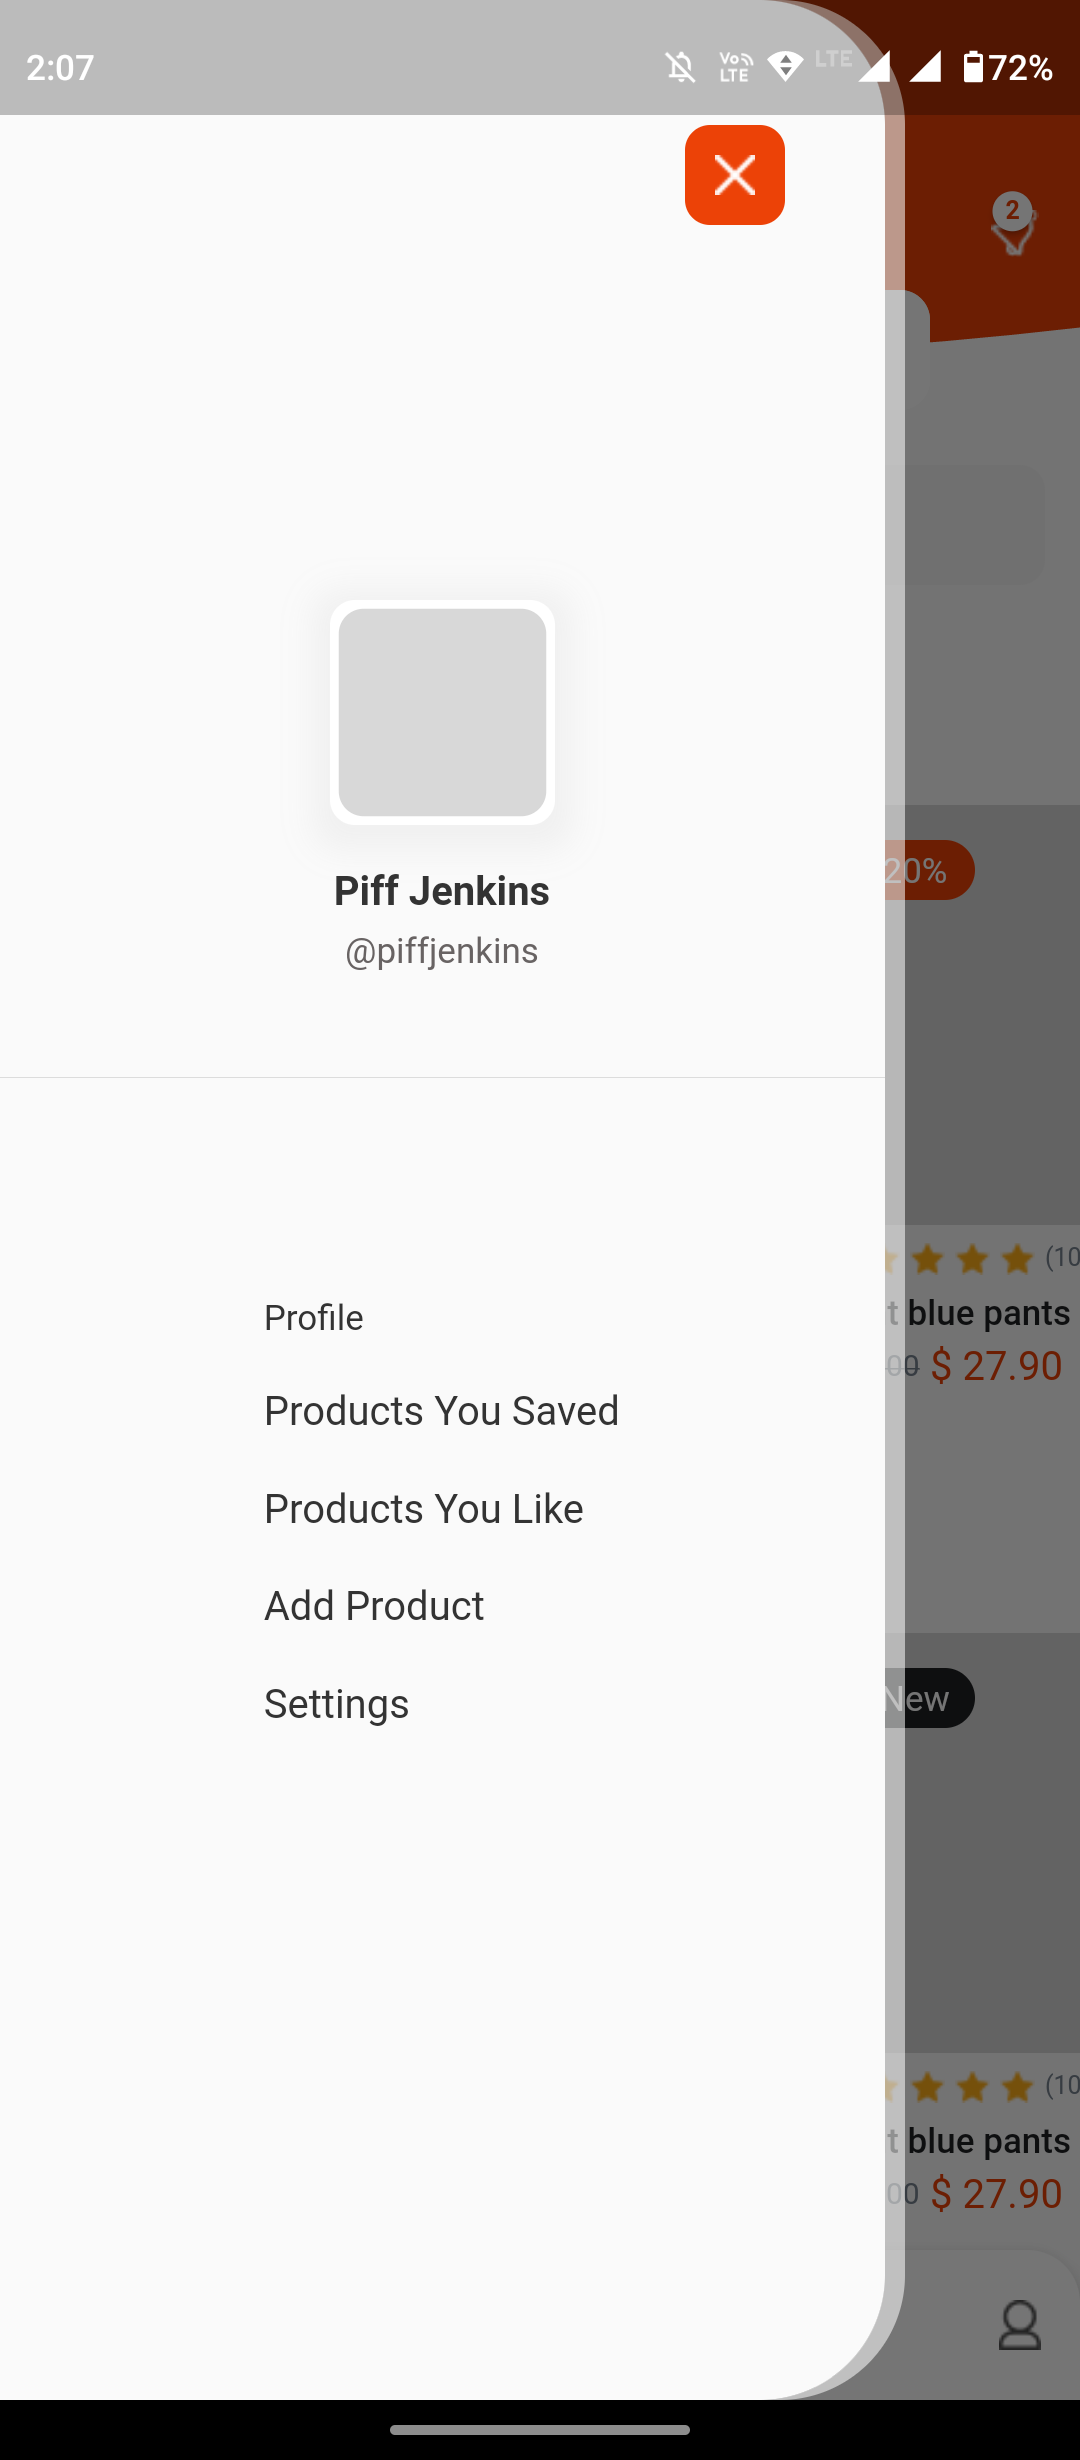 2:07
Vo LTE
LTE
72%
2
20%
Piff Jenkins
@piffjenkins
(10
t blue pants
00 $ 27.90
Profile
Products You Saved
Products You Like
Add Product
Settings
New
(10
t blue pants
00 $ 27.90